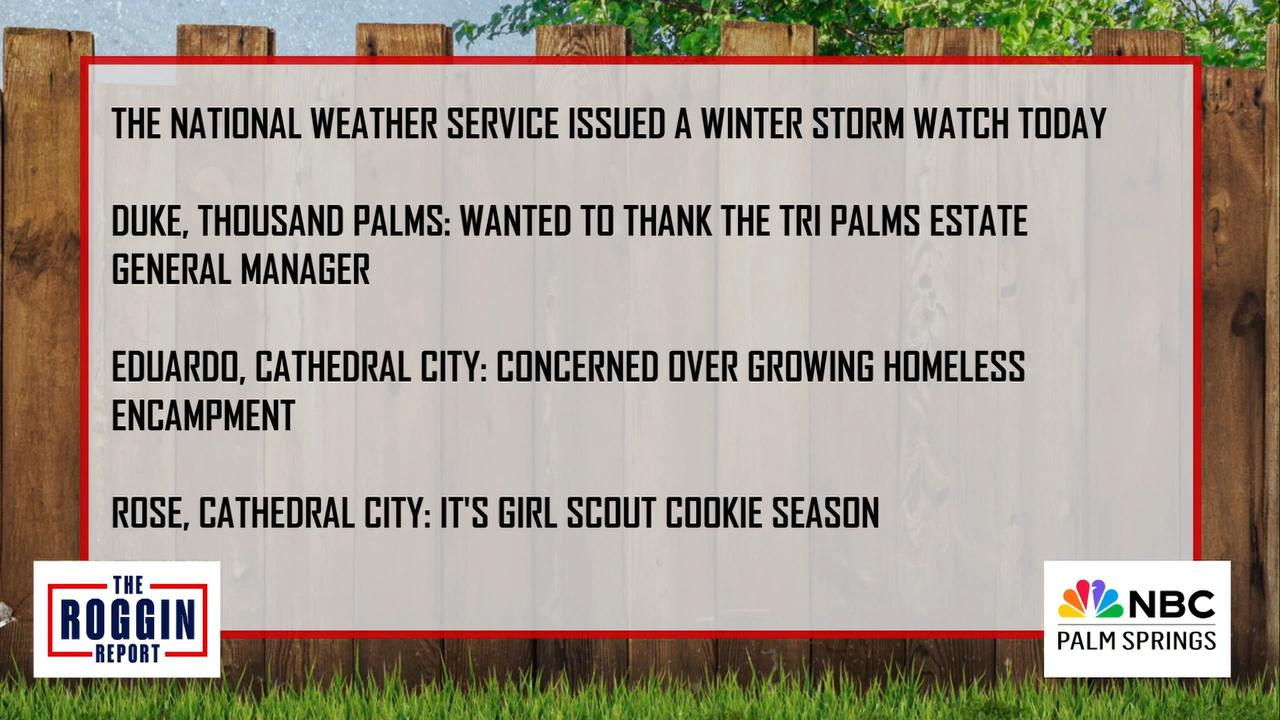 THE NATIONAL WEATHER SERVICE ISSUED A WINTER STORM WATCH TODAY
DUKE, THOUSAND PALMS: WANTED TO THANK THE TRI PALMS ESTATE
GENERAL MANAGER
EDUARDO, CATHEDRAL CITY: CONCERNED OVER GROWING HOMELESS
ENCAMPMENT
ROSE, CATHEDRAL CITY: IT'S GIRL SCOUT COOKIE SEASON
THE
ROGGIN
REPORT
NBC
PALM SPRINGS